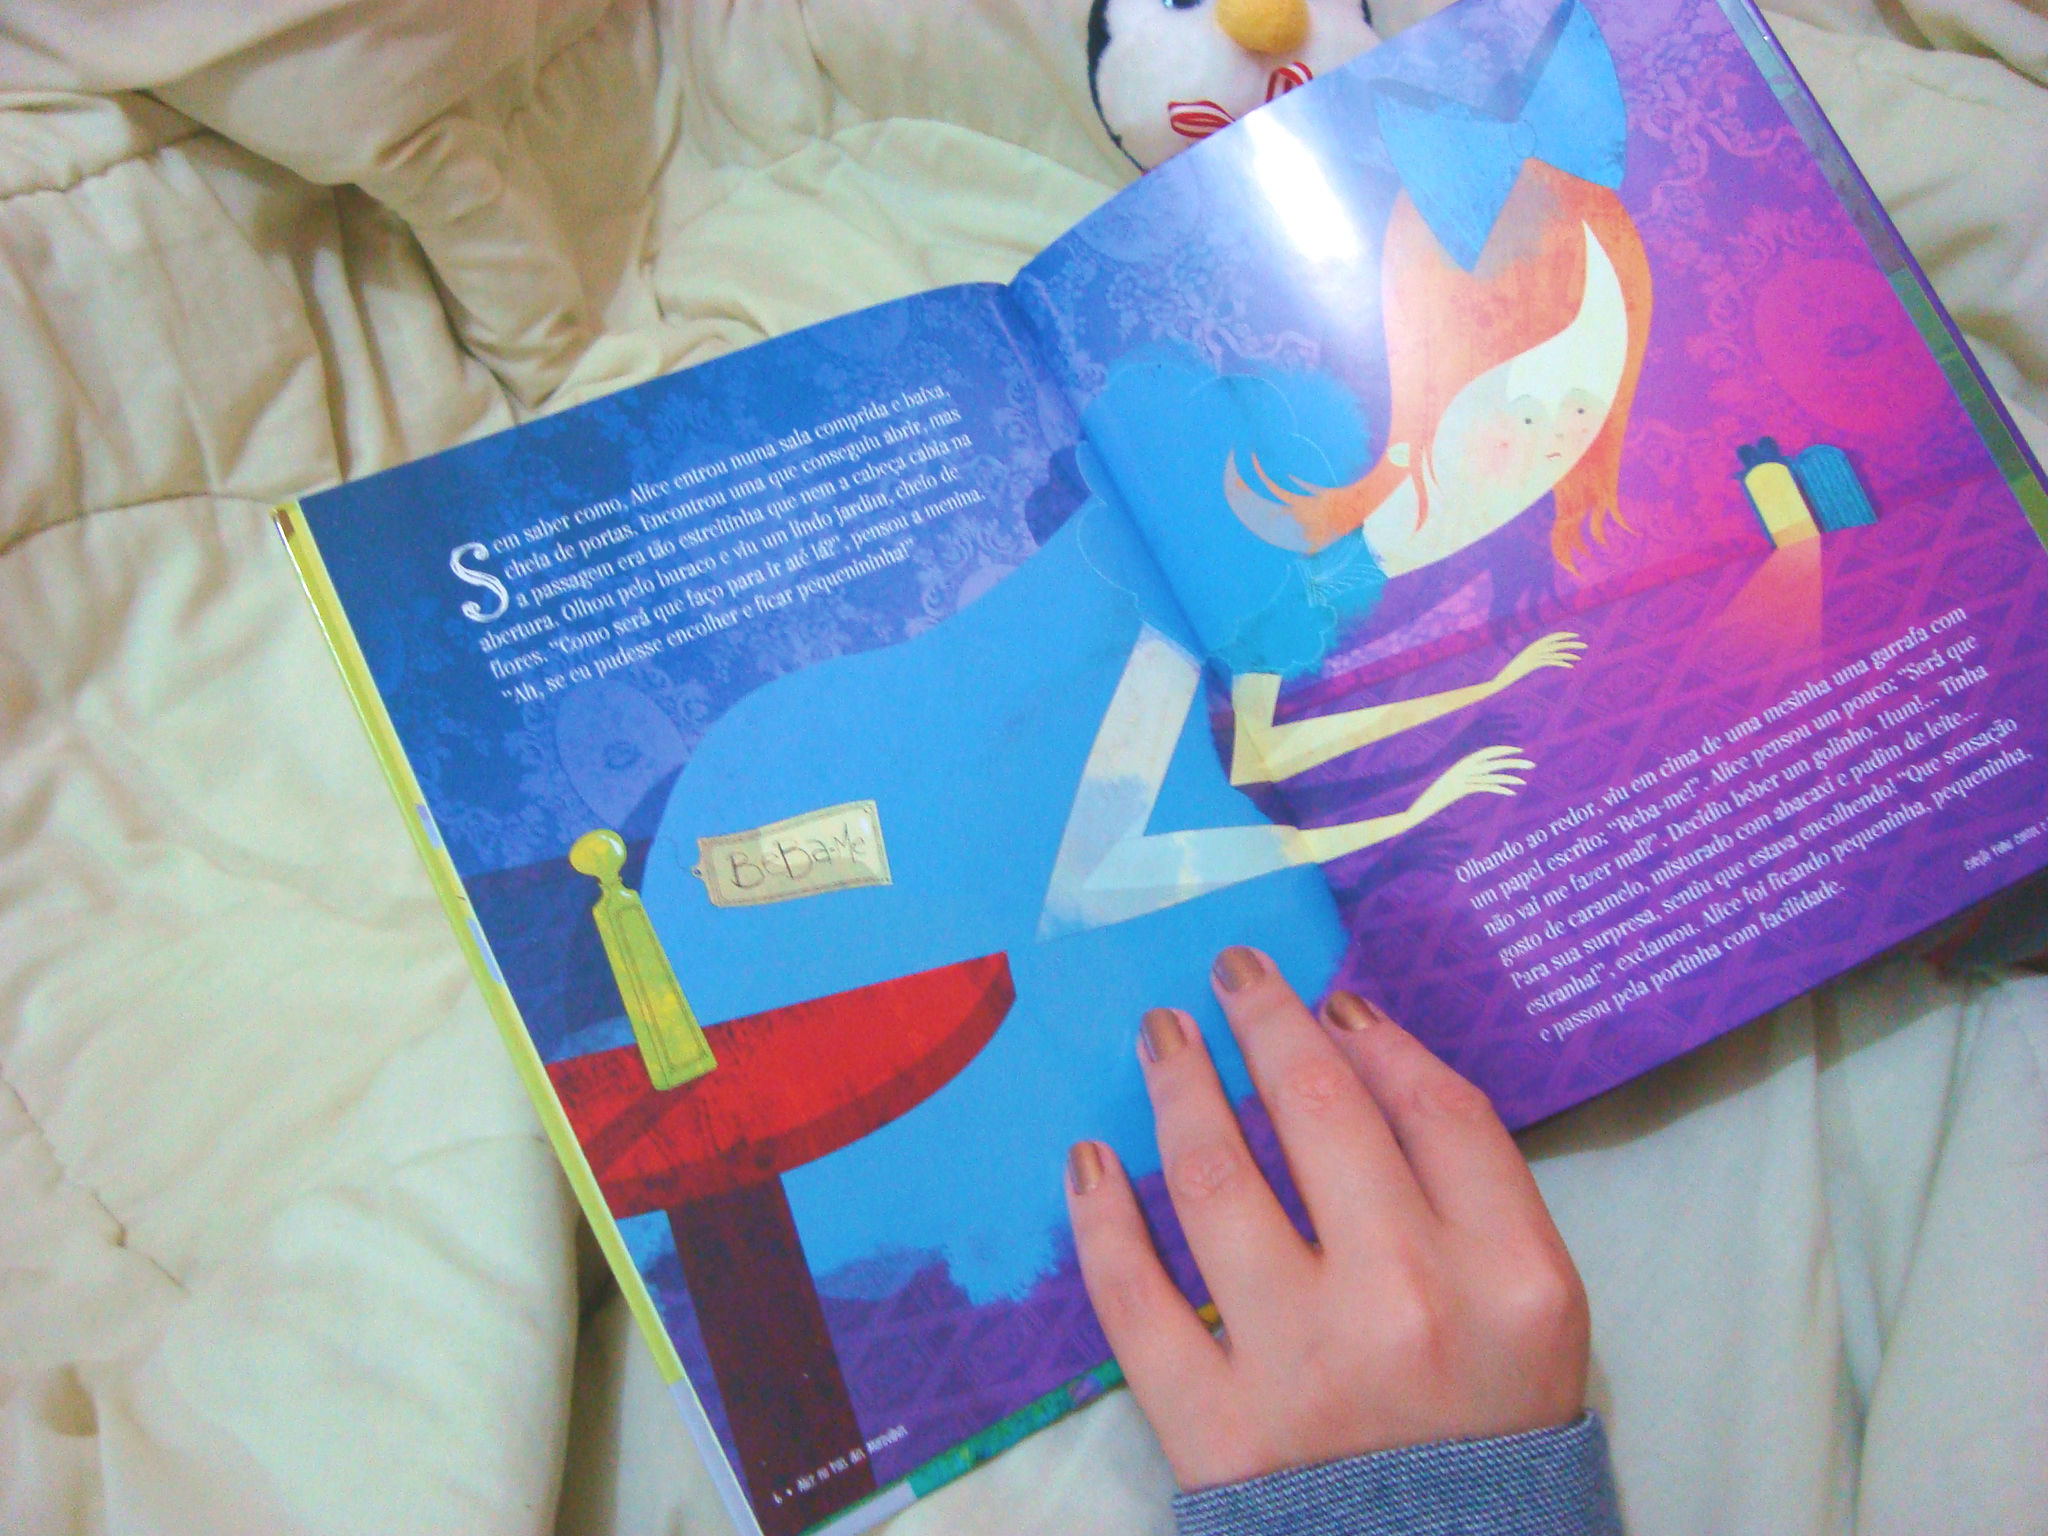 Sem saber como, Alice entrou numa sala comprida e baixa,
cheia de portas. Encontrou uma que conseguiu abrir, mas
a passagem era tão estreitinha que nem a cabeça cabia na
abertura. Olhou pelo buraco e viu um lindo jardim, cheio de
flores. “Como será que faço para ir até lá?”, pensou a menina.
“Ah, se eu pudesse encolher e ficar pequenininha!”
BeBa-Me
6 • Alice no País das Maravilhas
Olhando ao redor, viu em cima de uma mesinha uma garrafa com
um papel escrito: “Beba-me!”. Alice pensou um pouco: “Será que
não vai me fazer mal?”. Decidiu beber um golinho. Hum!... Tinha
gosto de caramelo, misturado com abacaxi e pudim de leite...
Para sua surpresa, sentiu que estava encolhendo! “Que sensação
estranha!”, exclamou. Alice foi ficando pequeninha, pequeninha,
e passou pela portinha com facilidade.